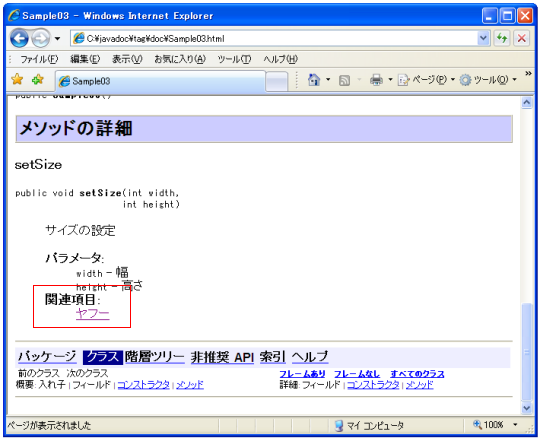 Sample03 - Windows Internet Explorer
C:¥javadoc¥tag¥doc¥Sample03.html
ファイル(F) 編集(E) 表示(V) お気に入り(A) ツール(T) ヘルプ(H)
Sample03 ページ(P) ツール(O) »
public Sample03()
メソッドの詳細
setSize
public void setSize(int width,
int height)
サイズの設定
パラメータ:
width - 幅
height - 高さ
関連項目:
ヤフー
パッケージ クラス 階層ツリー 非推奨 API 索引 ヘルプ
前のクラス 次のクラス フレームあり フレームなし すべてのクラス
概要: 入れ子 | フィールド | コンストラクタ | メソッド 詳細: フィールド | コンストラクタ | メソッド
ページが表示されました マイ コンピュータ 100%